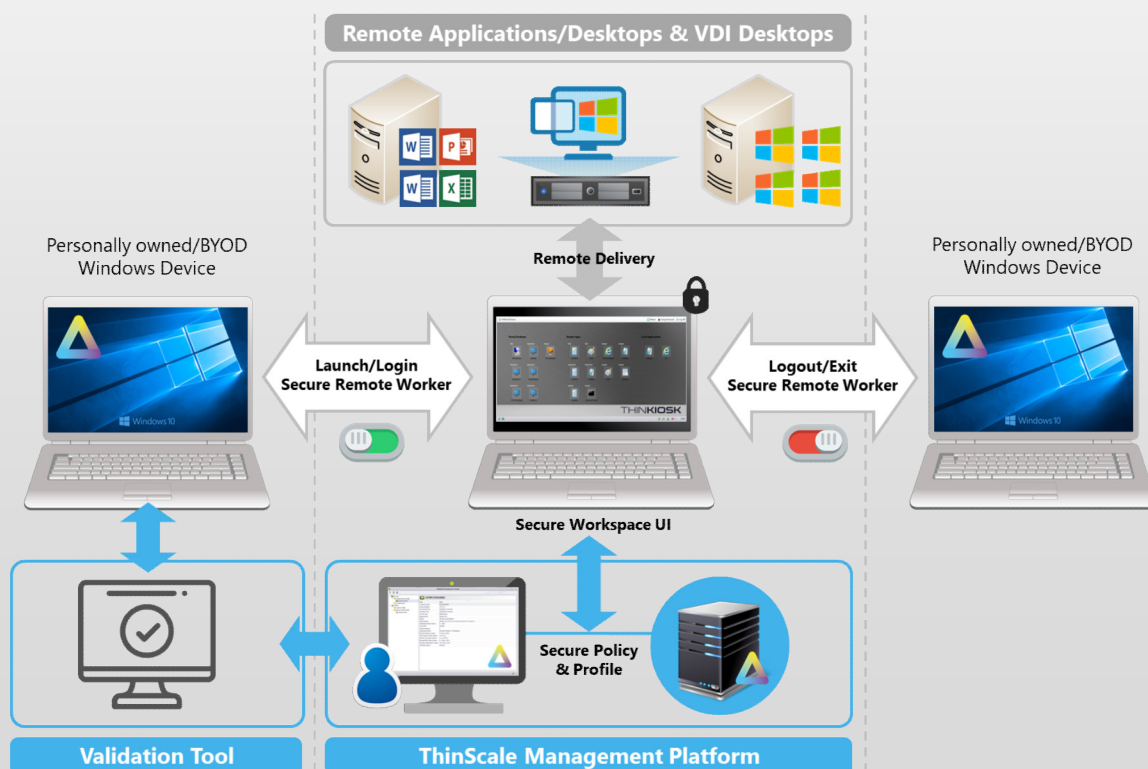 Remote Applications/Desktops & VDI Desktops
Personally owned/BYOD
Windows Device
Windows 10
Launch/Login
Secure Remote Worker
Remote Delivery
THINKIOSK
Secure Workspace UI
Logout/Exit
Secure Remote Worker
Personally owned/BYOD
Windows Device
Windows 10
Secure Policy
& Profile
Validation Tool
ThinScale Management Platform